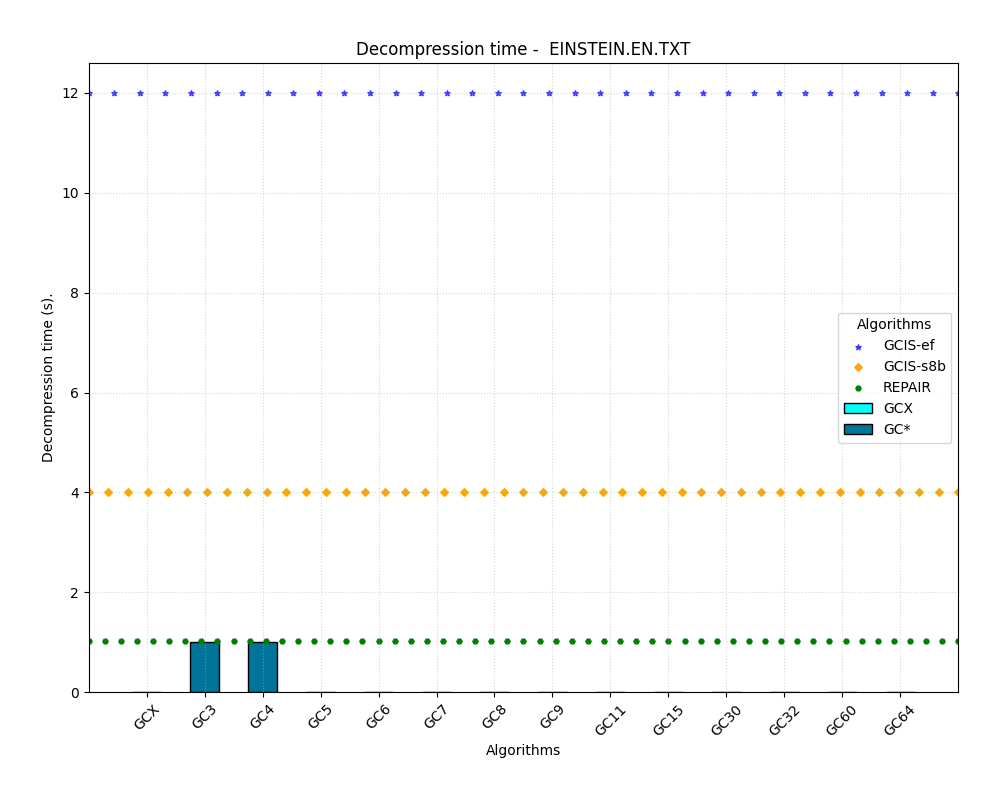 Decompression time -  EINSTEIN.EN.TXT
12
10
8
6
4
2
0
Decompression time (s).
Algorithms
GCIS-ef
GCIS-s8b
REPAIR
GCX
GC*
GCX
GC3
GC4
GC5
GC6
GC7
GC8
GC9
GC11
GC15
GC30
GC32
GC60
GC64
Algorithms